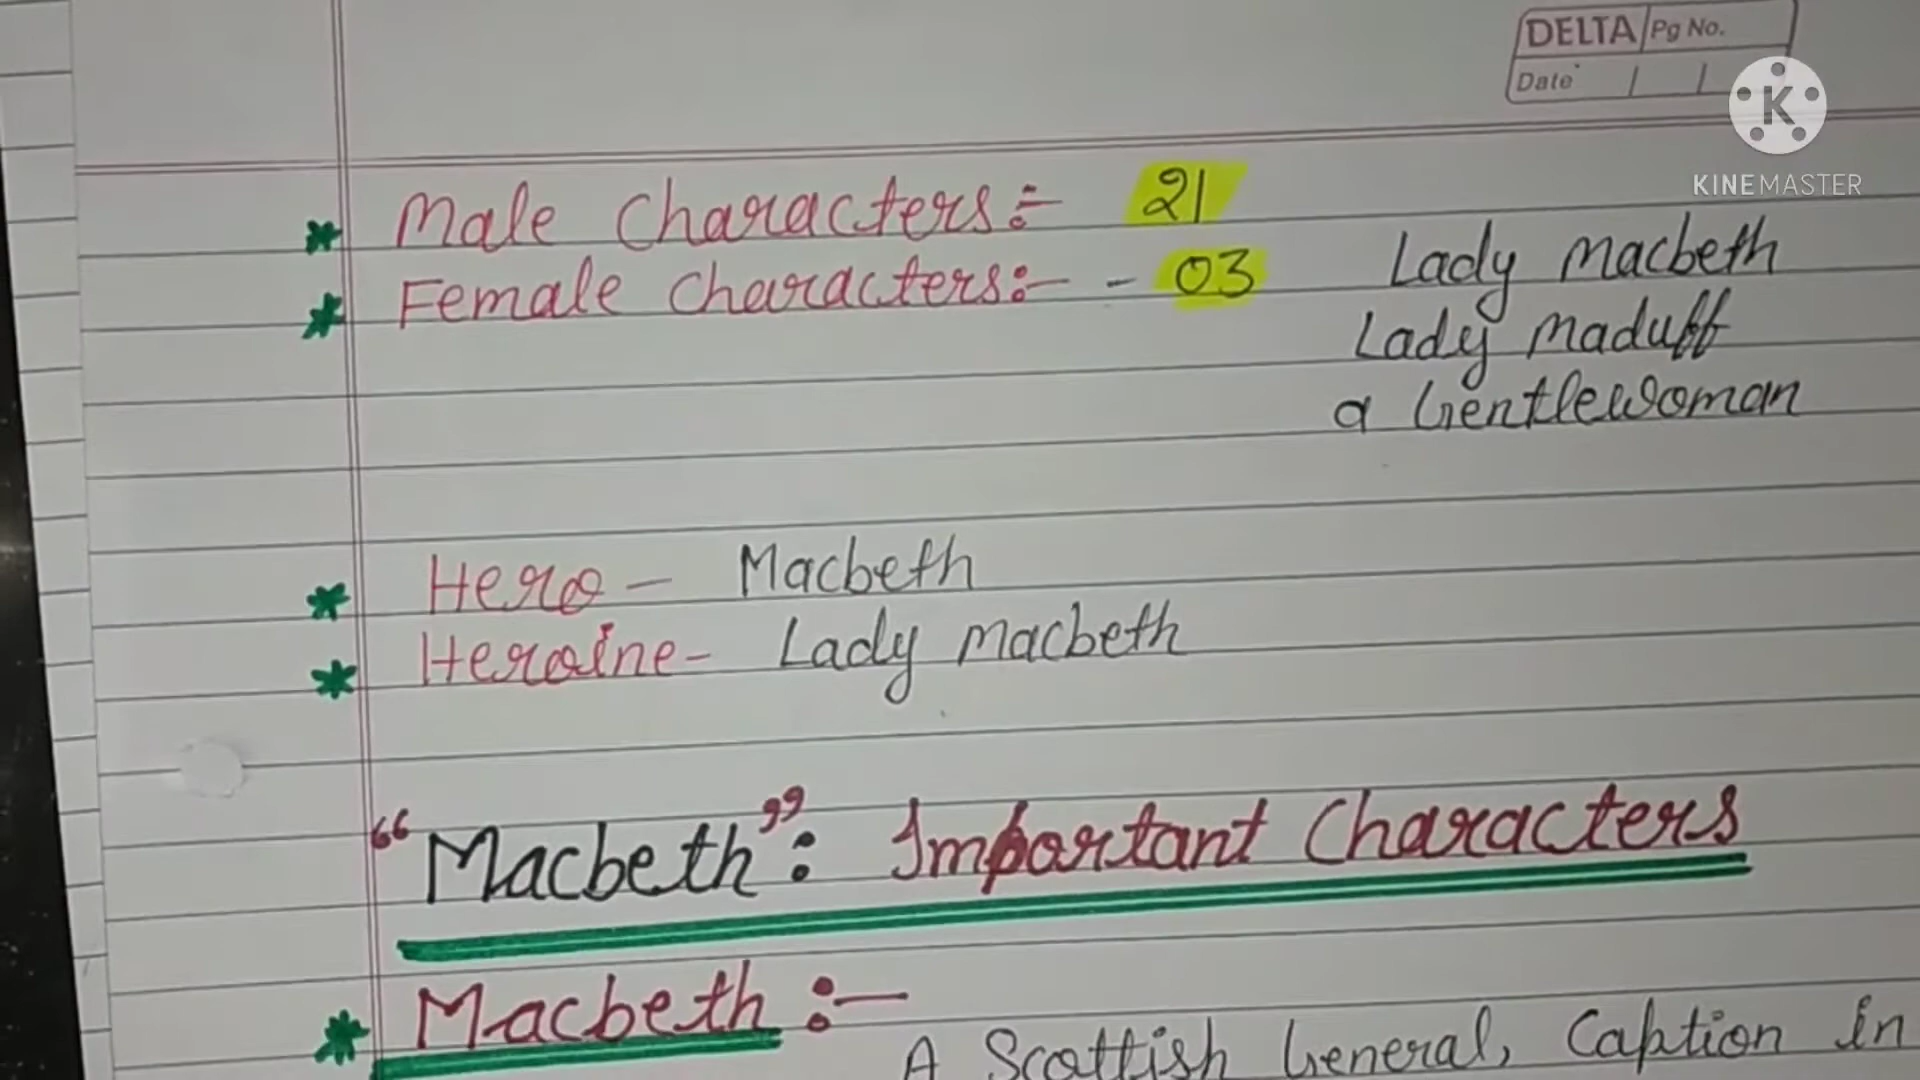 DELTA Pg No.
Date
KINEMASTER
* Male Characters:- 21
* Female Characters:- - 03 Lady Macbeth
Lady Maduff
a Gentlewoman
* Hero - Macbeth
* Heroine - Lady Macbeth
"Macbeth": Important Characters
* Macbeth :-
A Scottish General, Caption in